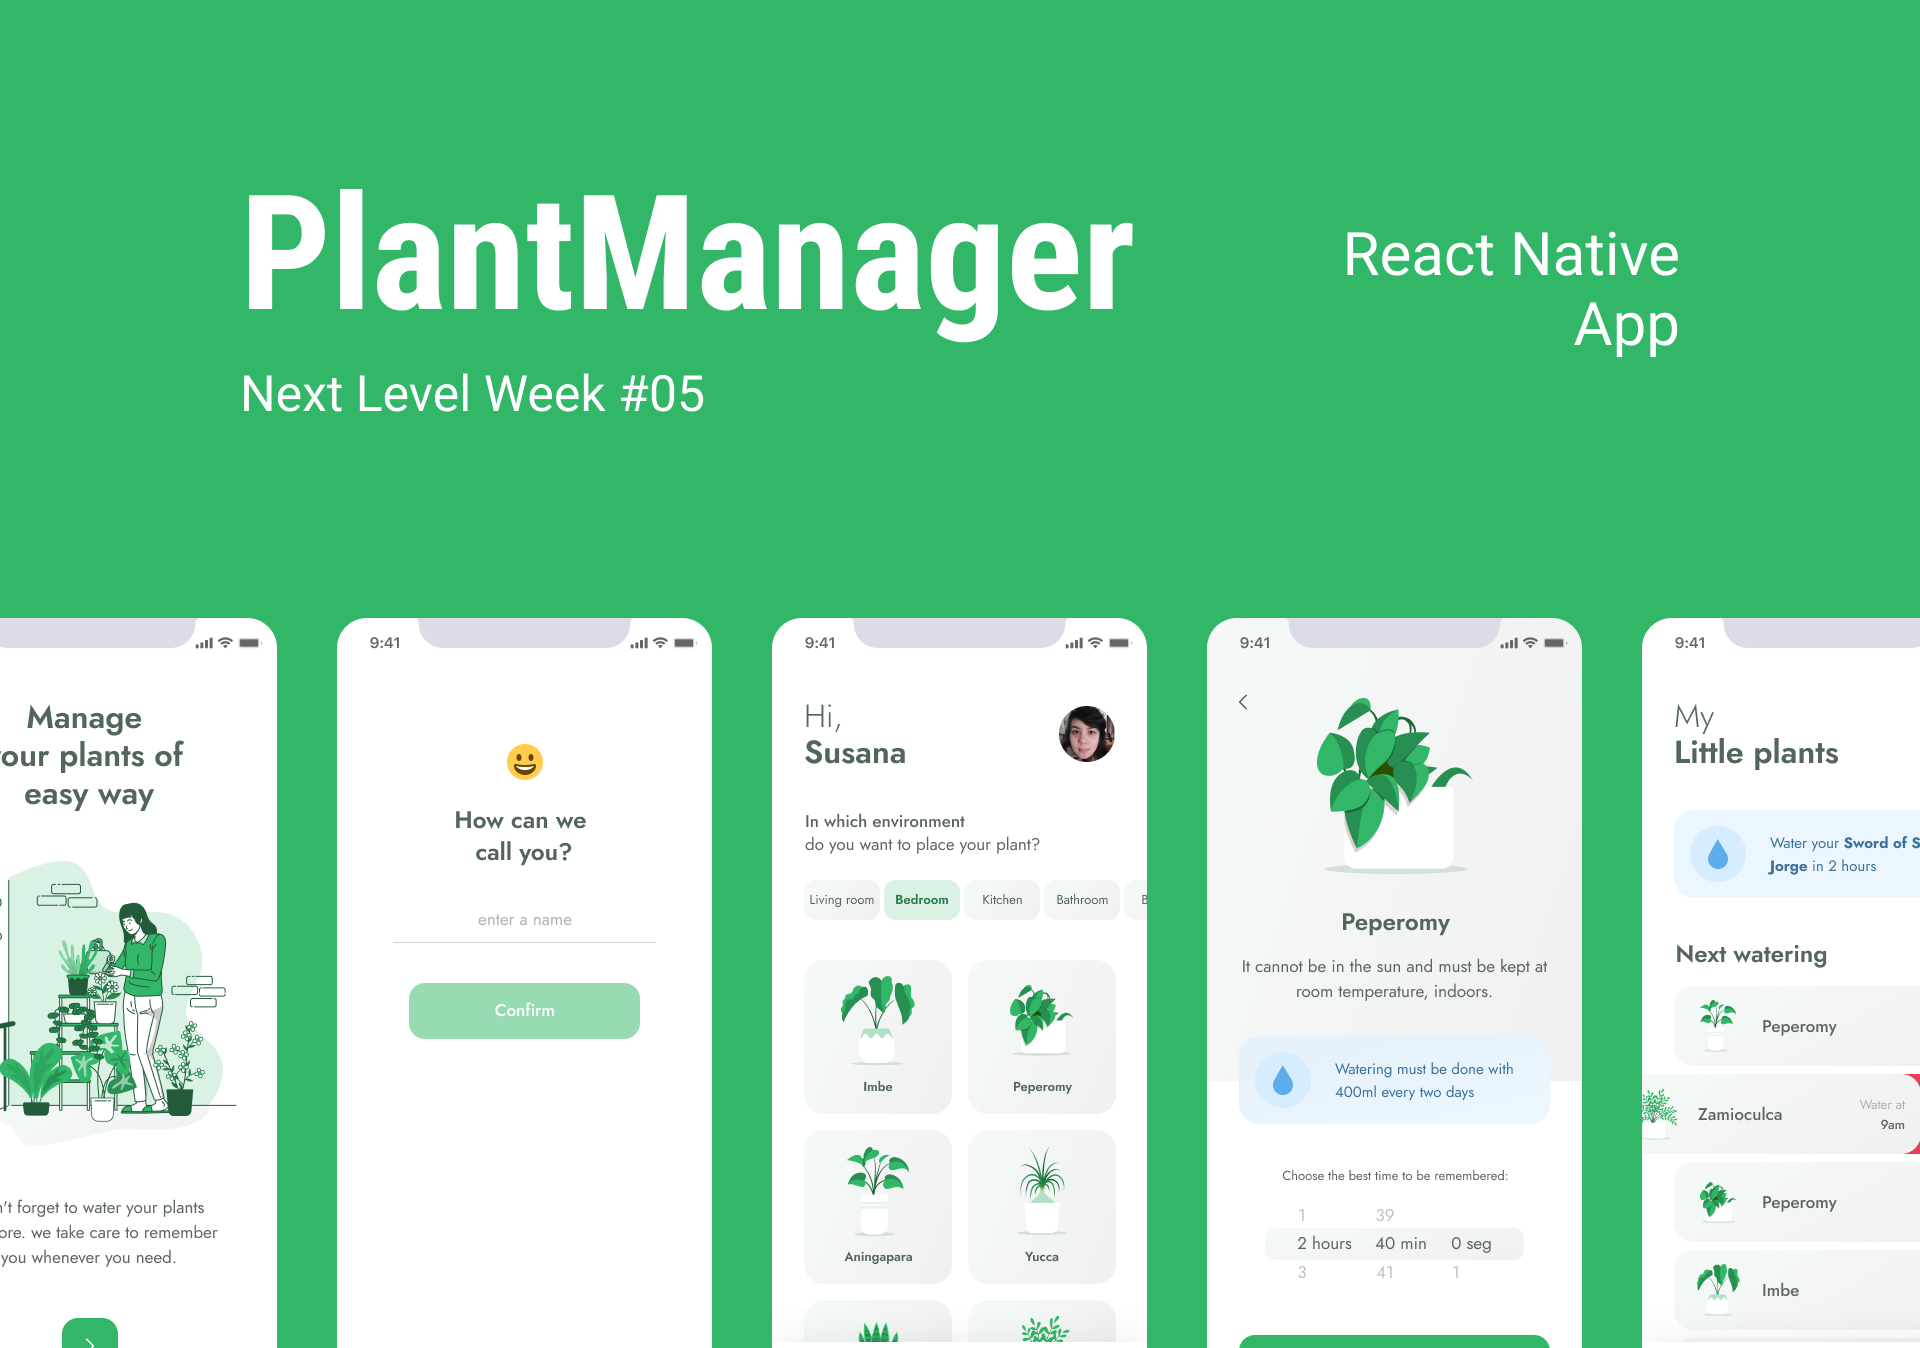 PlantManager
Next Level Week #05
React Native
App
Manage
our plants of
easy way
't forget to water your plants
ore. we take care to remember
you whenever you need.
9:41
How can we
call you?
enter a name
Confirm
9:41
Hi,
Susana
In which environment
do you want to place your plant?
Living room Bedroom Kitchen Bathroom B
Imbe Peperomy
Aningapara Yucca
9:41
Peperomy
It cannot be in the sun and must be kept at
room temperature, indoors.
Watering must be done with
400ml every two days
Choose the best time to be remembered:
1 39
2 hours 40 min 0 seg
3 41 1
9:41
My
Little plants
Water your Sword of S
Jorge in 2 hours
Next watering
Peperomy
Zamioculca
Water at
9am
Peperomy
Imbe